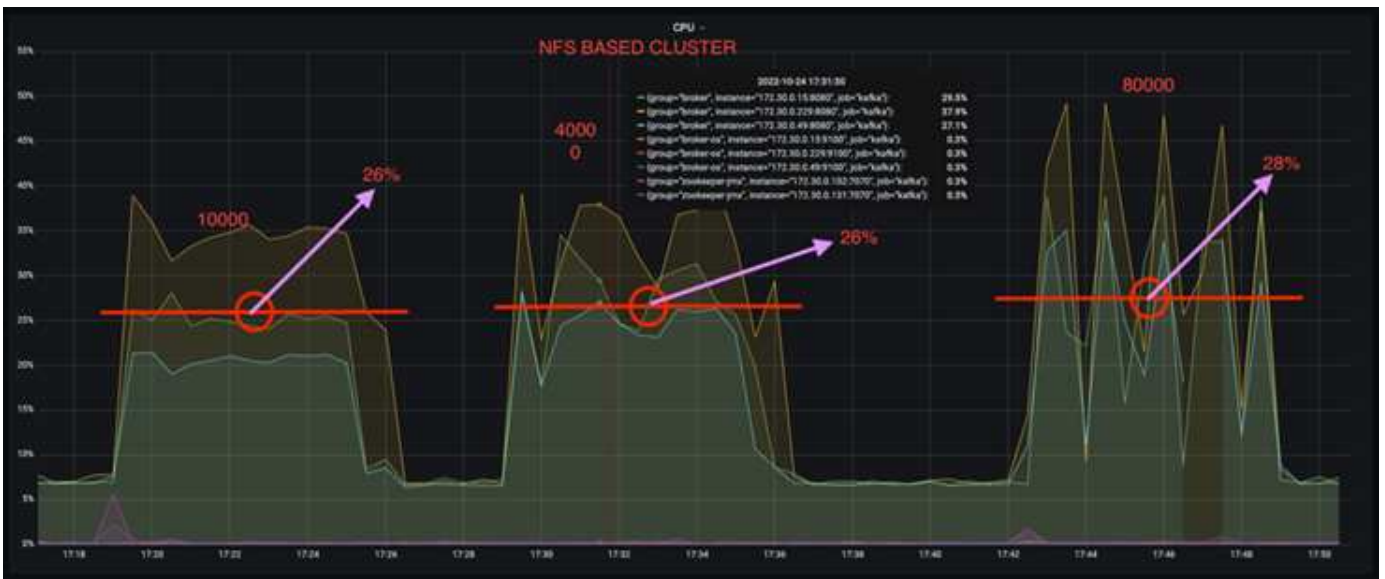 CPU
NFS BASED CLUSTER
55%
50%
45%
40%
35%
30%
25%
20%
15%
10%
5%
0%
2022-10-24 17:31:30
{group="broker", instance="172.30.0.15:8080", job="kafka"}: 29.5%
{group="broker", instance="172.30.0.229:8080", job="kafka"}: 37.9%
{group="broker", instance="172.30.0.49:8080", job="kafka"}: 27.1%
{group="broker-os", instance="172.30.0.15:9100", job="kafka"}: 0.3%
{group="broker-os", instance="172.30.0.229:9100", job="kafka"}: 0.3%
{group="broker-os", instance="172.30.0.49:9100", job="kafka"}: 0.3%
{group="zookeeper-jmx", instance="172.30.0.102:7070", job="kafka"}: 0.3%
{group="zookeeper-jmx", instance="172.30.0.131:7070", job="kafka"}: 0.3%
10000
26%
4000
0
26%
80000
28%
17:18 17:20 17:22 17:24 17:26 17:28 17:30 17:32 17:34 17:36 17:38 17:40 17:42 17:44 17:46 17:48 17:50